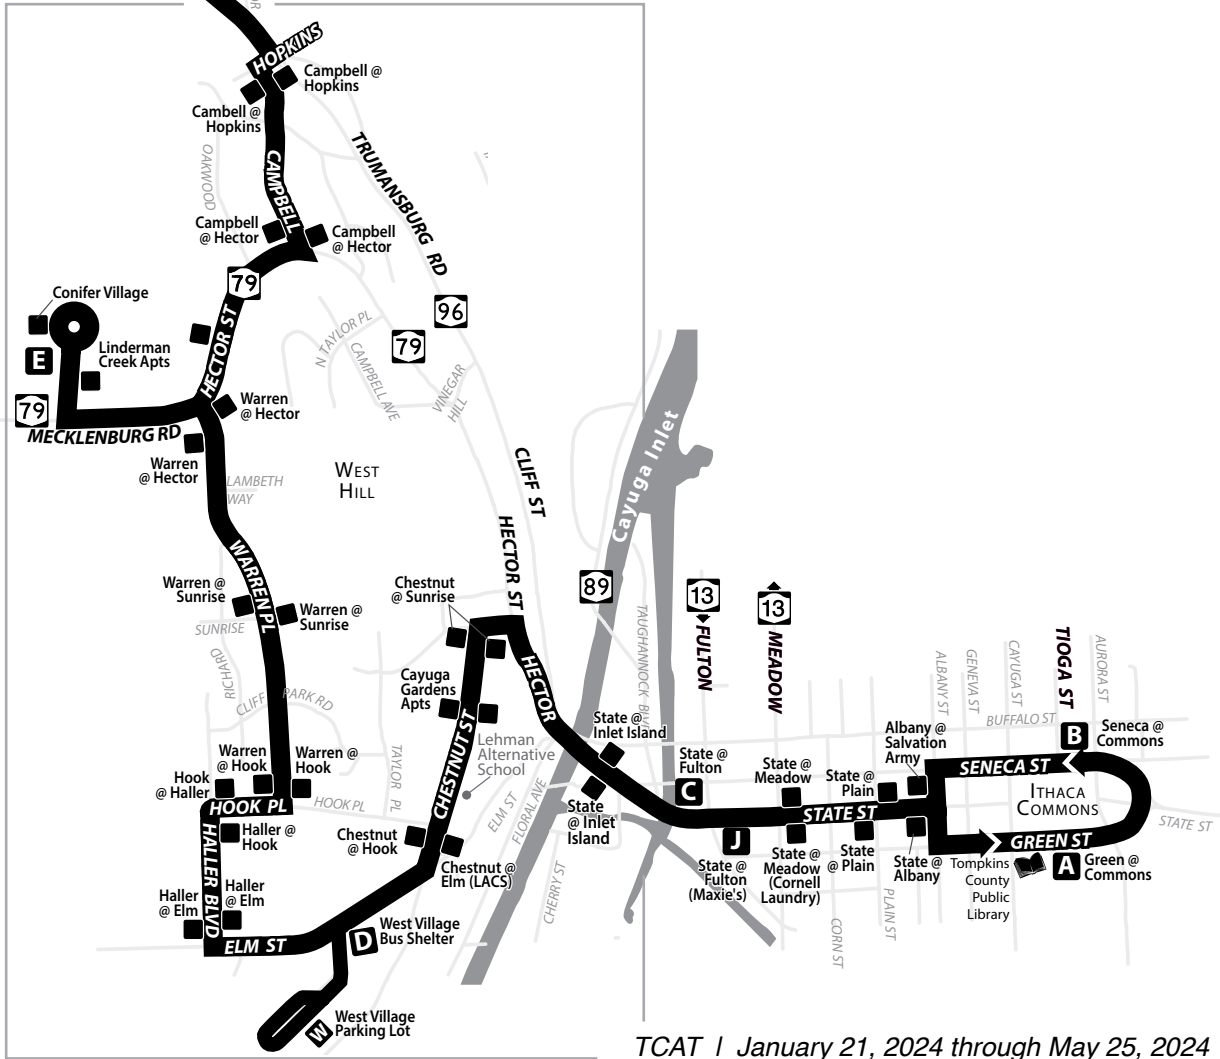 HOPKINS
Campbell @
Hopkins
Cambell @
Hopkins
OAKWOOD
CAMPBELL
TRUMANSBURG RD
Campbell
@ Hector
Campbell
@ Hector
79
Conifer Village
E
Linderman
Creek Apts
79
MECKLENBURG RD
HECTOR ST
N TAYLOR PL
CAMPBELL AVE
79
96
VINEGAR
HILL
Warren
@ Hector
Warren
@ Hector
LAMBETH
WAY
WEST
HILL
CLIFF ST
HECTOR ST
Cayuga Inlet
WARREN PL
Warren @
Sunrise
Warren @
Sunrise
SUNRISE
RICHARD
CLIFF PARK RD
Chestnut
@ Sunrise
HECTOR
89
TAUGHANNOCK BLVD
13
FULTON
13
MEADOW
ALBANY ST
GENEVA ST
CAYUGA ST
TIOGA ST
AURORA ST
BUFFALO ST
Cayuga
Gardens
Apts
CHESTNUT ST
Lehman
Alternative
School
State @
Inlet Island
State
@ Inlet
Island
ELM ST
FLORAL AVE
CHERRY ST
TAYLOR PL
Warren
@ Hook
Warren @
Hook
Hook
@ Haller
HOOK PL
HOOK PL
HALLER BLVD
Haller @
Hook
Haller
@ Elm
Haller
@ Elm
ELM ST
Chestnut
@ Hook
Chestnut @
Elm (LACS)
D
West Village
Bus Shelter
W
West Village
Parking Lot
State @
Fulton
C
J
State @
Fulton
(Maxie's)
State @
Meadow
State @
Meadow
(Cornell
Laundry)
STATE ST
State @
Plain
State
@ Plain
Albany @
Salvation
Army
State @
Albany
CORN ST
PLAIN ST
B
Seneca @
Commons
SENECA ST
ITHACA
COMMONS
GREEN ST
STATE ST
A
Green @
Commons
Tompkins
County
Public
Library
TCAT | January 21, 2024 through May 25, 2024